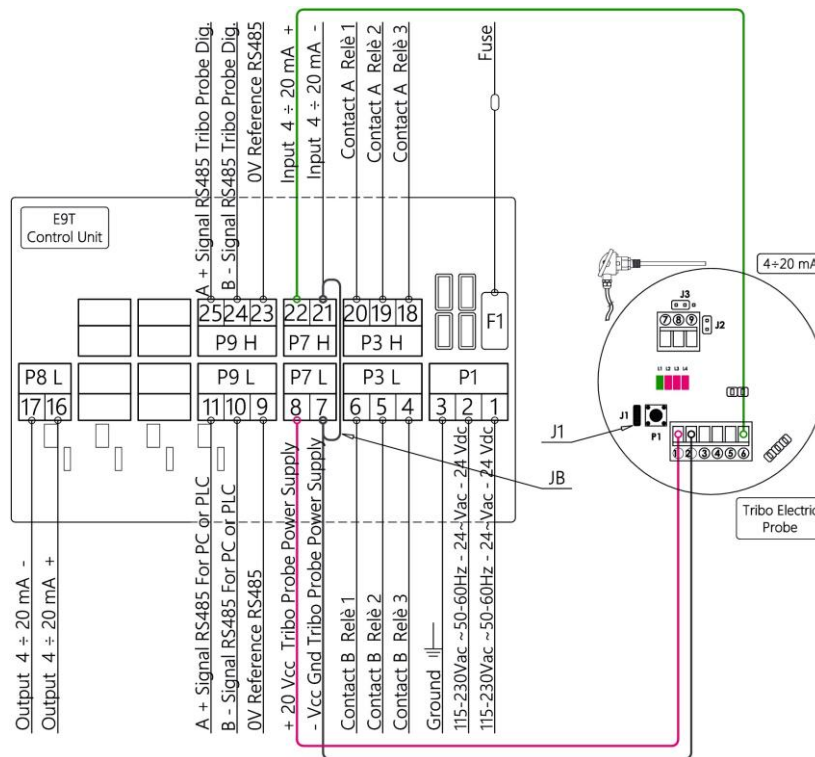 A + Signal RS485 Tribo Probe Dig.
B - Signal RS485 Tribo Probe Dig.
0V Reference RS485
Input 4 ÷ 20 mA +
Input 4 ÷ 20 mA -
Contact A Relè 1
Contact A Relè 2
Contact A Relè 3
Fuse
E9T
Control Unit
25 24 23
22 21
20 19 18
F1
P9 H
P7 H
P3 H
P8 L
P9 L
P7 L
P3 L
P1
17 16
11 10 9
8 7
6 5 4
3 2 1
JB
Output 4 ÷ 20 mA -
Output 4 ÷ 20 mA +
A + Signal RS485 For PC or PLC
B - Signal RS485 For PC or PLC
0V Reference RS485
+ 20 Vcc Tribo Probe Power Supply
- Vcc Gnd Tribo Probe Power Supply
Contact B Relè 1
Contact B Relè 2
Contact B Relè 3
Ground
115-230Vac ~50-60Hz - 24~Vac - 24 Vdc
115-230Vac ~50-60Hz - 24~Vac - 24 Vdc
4÷20 mA
J3
7 8 9
J2
L1 L2 L3 L4
J1
J1
P1
1 2 3 4 5 6
Tribo Electric
Probe